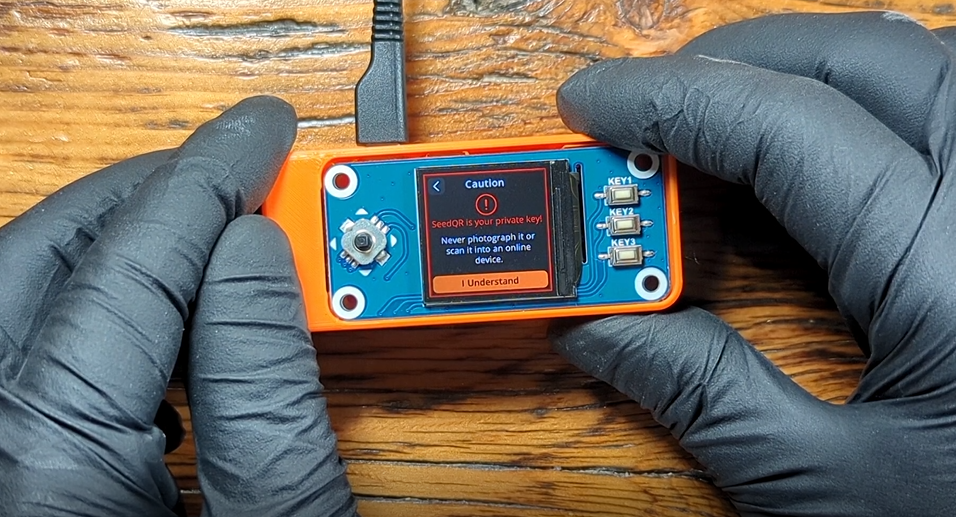 Caution
SeedQR is your private key!
Never photograph it or
scan it into an online
device.
I Understand
KEY1
KEY2
KEY3